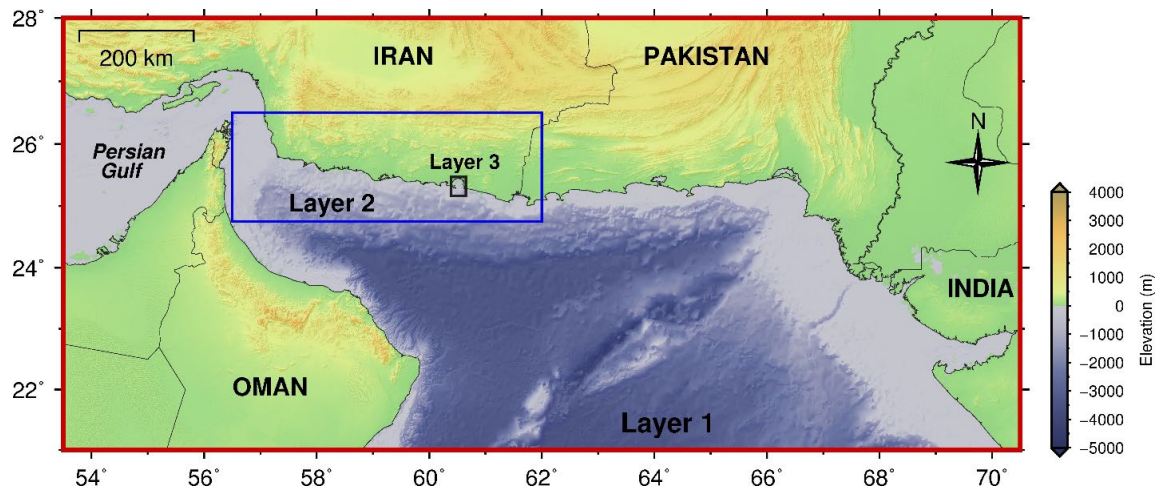 28˚
26˚
24˚
22˚
200 km
IRAN
PAKISTAN
Persian
Gulf
Layer 3
Layer 2
N
INDIA
OMAN
Layer 1
54˚
56˚
58˚
60˚
62˚
64˚
66˚
68˚
70˚
4000
3000
2000
1000
0
−1000
−2000
−3000
−4000
−5000
Elevation (m)